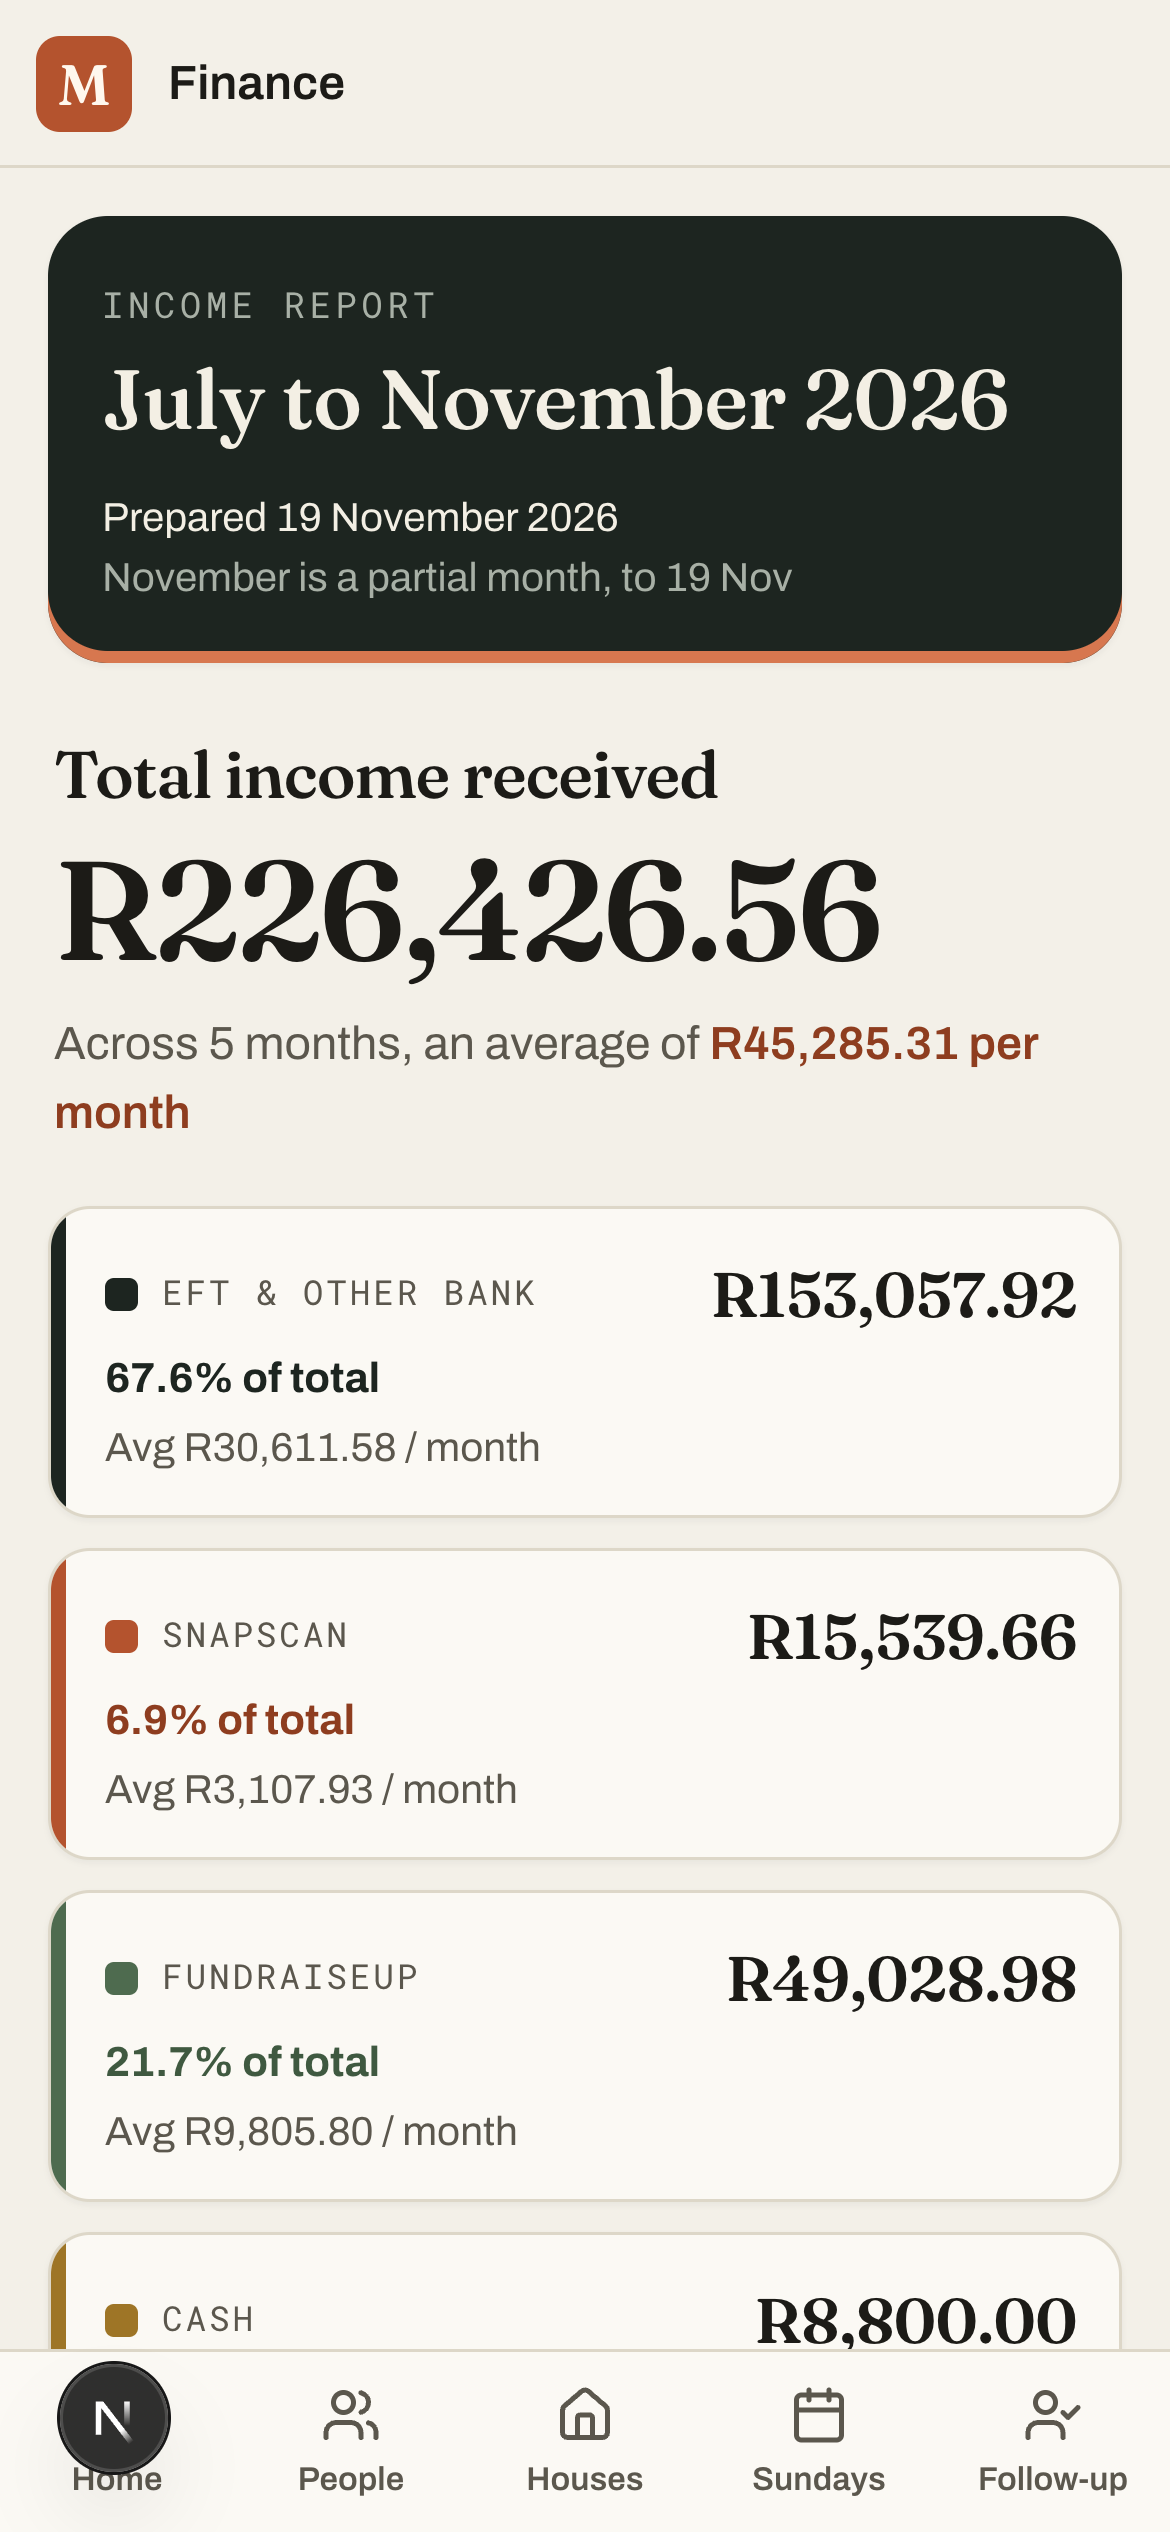 M Finance
INCOME REPORT
July to November 2026
Prepared 19 November 2026
November is a partial month, to 19 Nov
Total income received
R226,426.56
Across 5 months, an average of R45,285.31 per
month
EFT & OTHER BANK R153,057.92
67.6% of total
Avg R30,611.58 / month
SNAPSCAN R15,539.66
6.9% of total
Avg R3,107.93 / month
FUNDRAISEUP R49,028.98
21.7% of total
Avg R9,805.80 / month
CASH R8,800.00
N
Home People Houses Sundays Follow-up